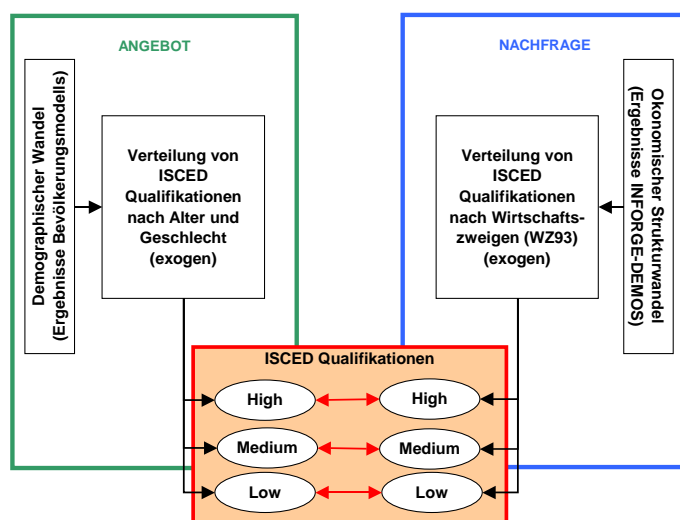 ANGEBOT
NACHFRAGE
Demographischer Wandel
(Ergebnisse Bevölkerungsmodells)
Verteilung von
ISCED
Qualifikationen
nach Alter und
Geschlecht
(exogen)
Verteilung von
ISCED
Qualifikationen
nach Wirtschafts-
zweigen (WZ93)
(exogen)
Okonomischer Strukturwandel
(Ergebnisse INFORGE-DEMOS)
ISCED Qualifikationen
High
High
Medium
Medium
Low
Low